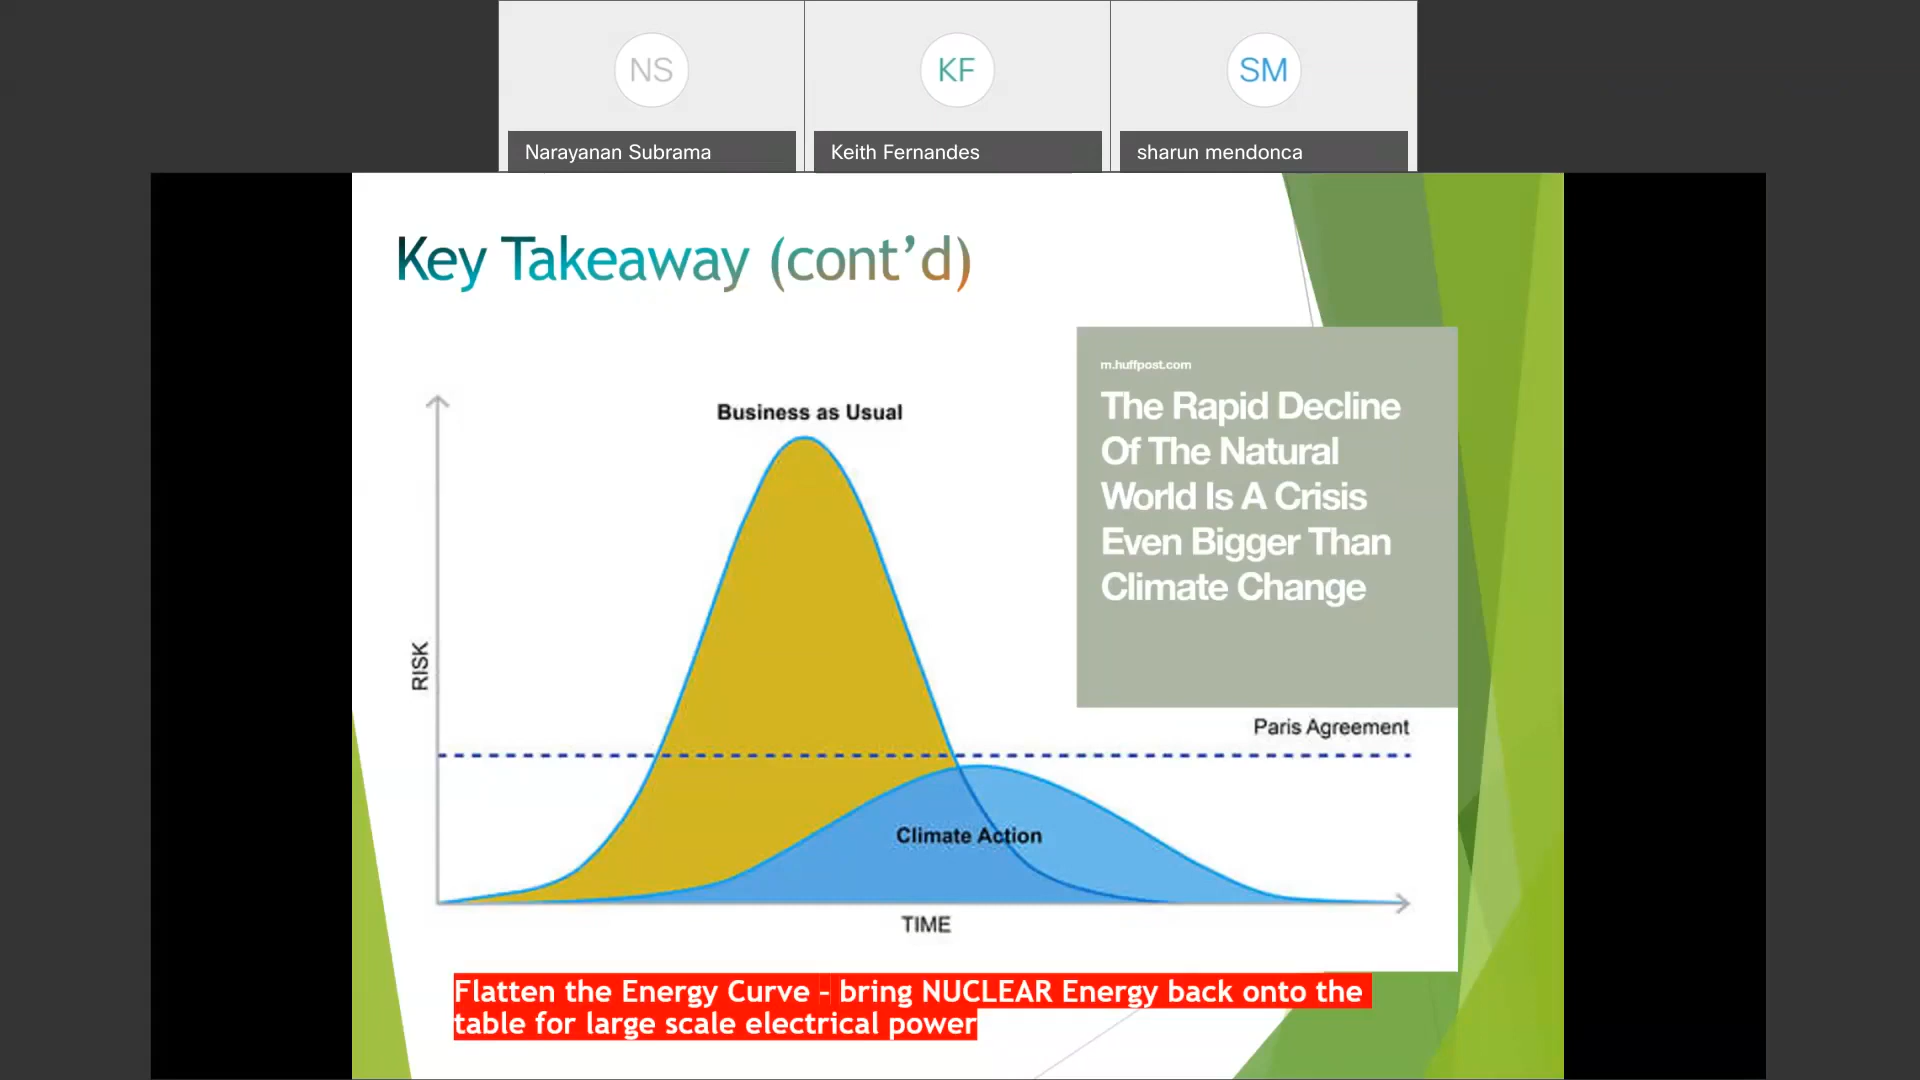 NS
KF
SM
Narayanan Subrama
Keith Fernandes
sharun mendonca
Key Takeaway (cont’d)
m.huffpost.com
The Rapid Decline
Of The Natural
World Is A Crisis
Even Bigger Than
Climate Change
Business as Usual
RISK
Paris Agreement
Climate Action
TIME
Flatten the Energy Curve – bring NUCLEAR Energy back onto the
table for large scale electrical power